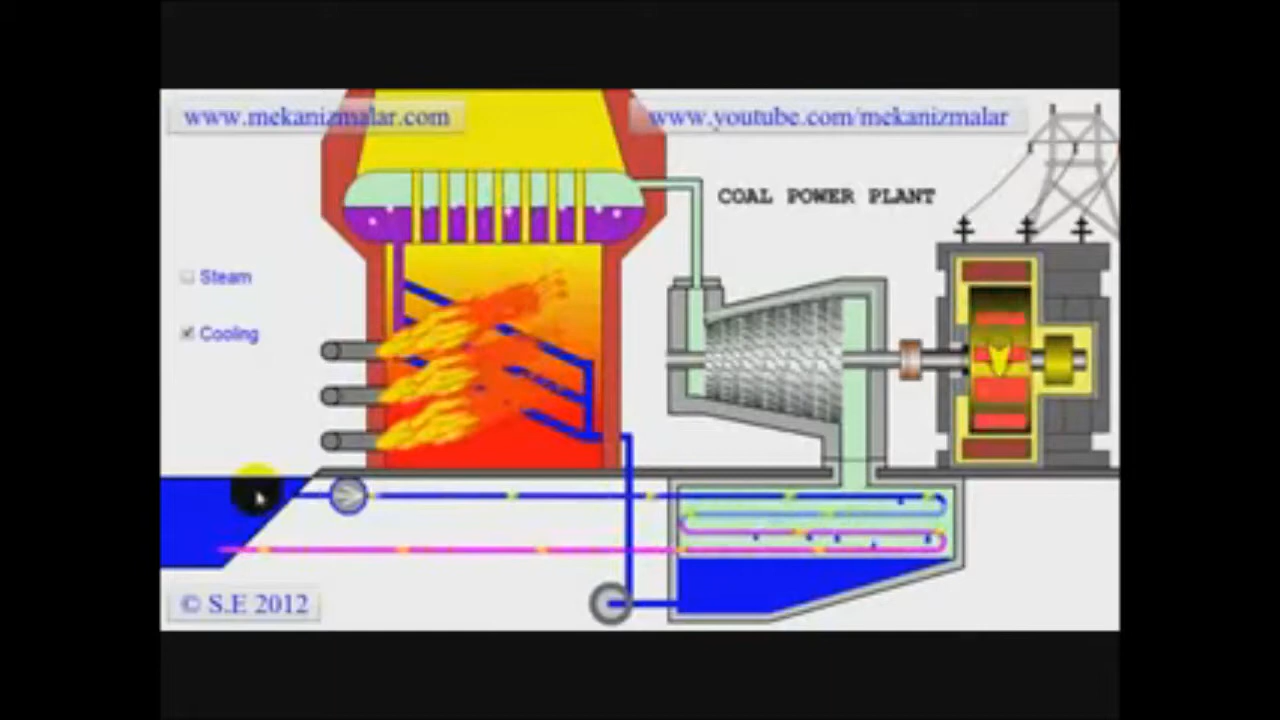 www.mekanizmalar.com
www.youtube.com/mekanizmalar
COAL POWER PLANT
Steam
Cooling
© S.E 2012